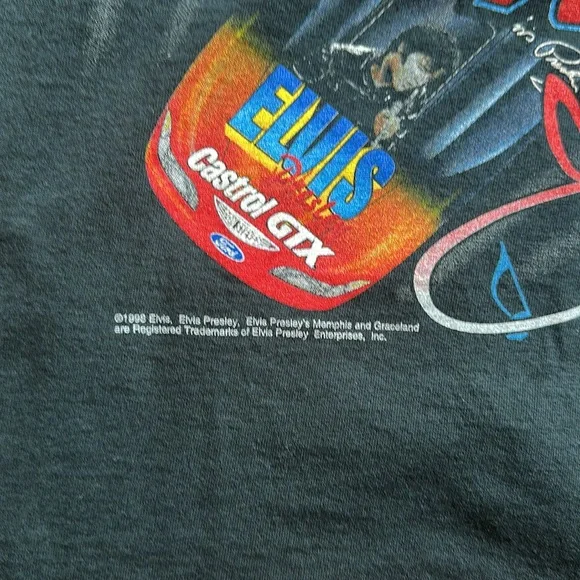 ELVIS
Castrol GTX
Ford
©1998 Elvis, Elvis Presley, Elvis Presley's Memphis and Graceland
are Registered Trademarks of Elvis Presley Enterprises, Inc.